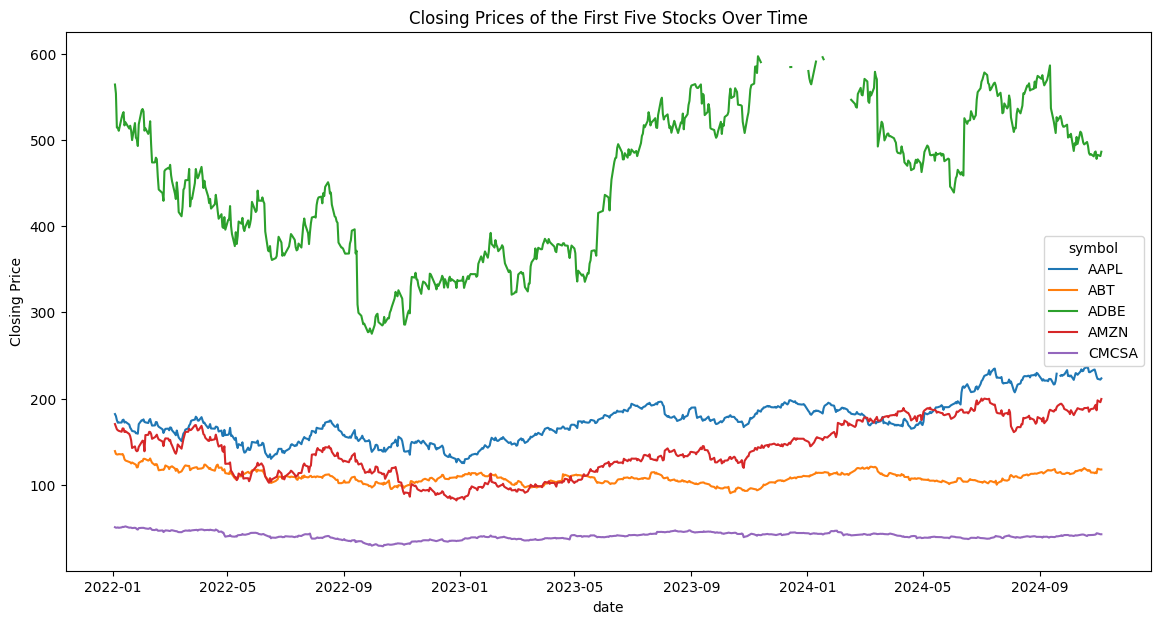 Closing Prices of the First Five Stocks Over Time
600
500
400
300
200
100
Closing Price
symbol
AAPL
ABT
ADBE
AMZN
CMCSA
2022-01 2022-05 2022-09 2023-01 2023-05 2023-09 2024-01 2024-05 2024-09
date